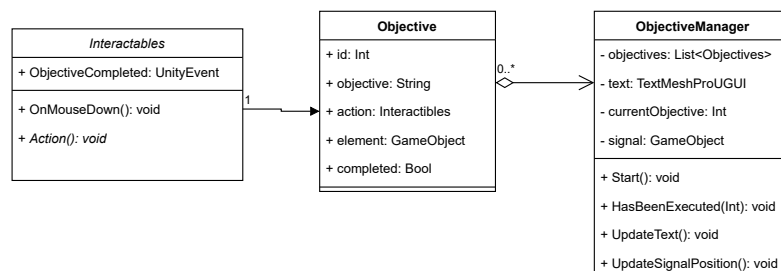 Interactables
+ ObjectiveCompleted: UnityEvent
+ OnMouseDown(): void
+ Action(): void
1
Objective
+ id: Int
+ objective: String
+ action: Interactibles
+ element: GameObject
+ completed: Bool
0..*
ObjectiveManager
- objectives: List<Objectives>
- text: TextMeshProUGUI
- currentObjective: Int
- signal: GameObject
+ Start(): void
+ HasBeenExecuted(Int): void
+ UpdateText(): void
+ UpdateSignalPosition(): void